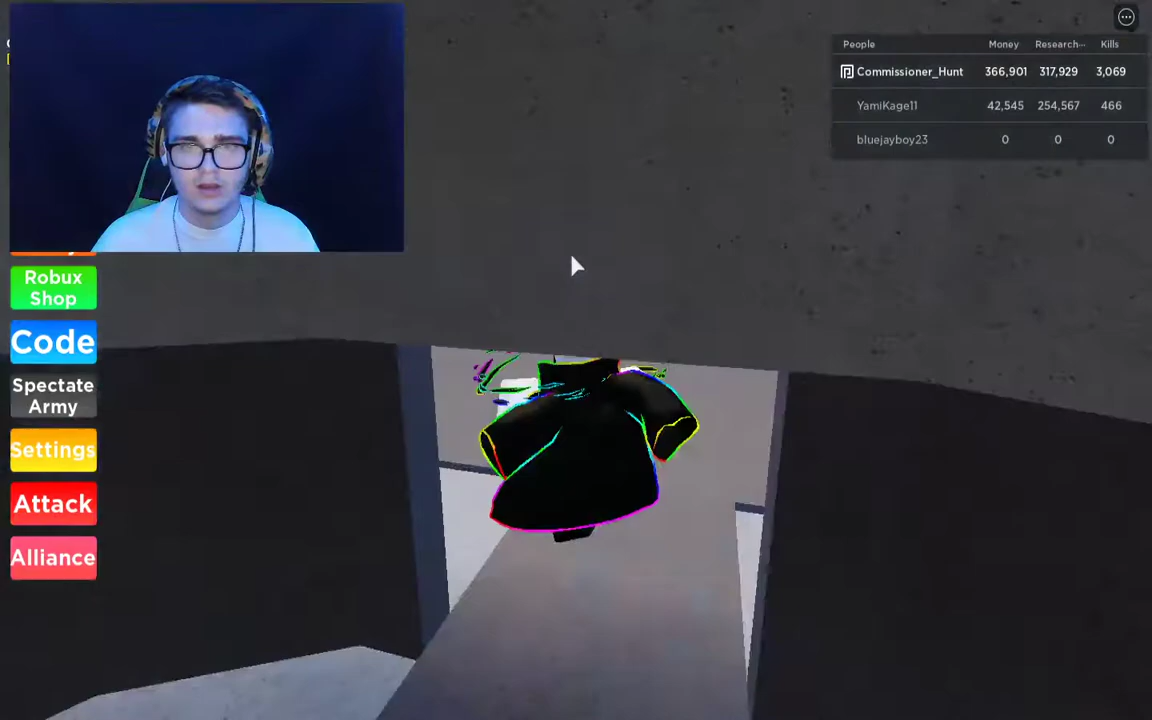 People Money Research··· Kills
Commissioner_Hunt 366,901 317,929 3,069
YamiKage11 42,545 254,567 466
bluejayboy23 0 0 0
Robux
Shop
Code
Spectate
Army
Settings
Attack
Alliance